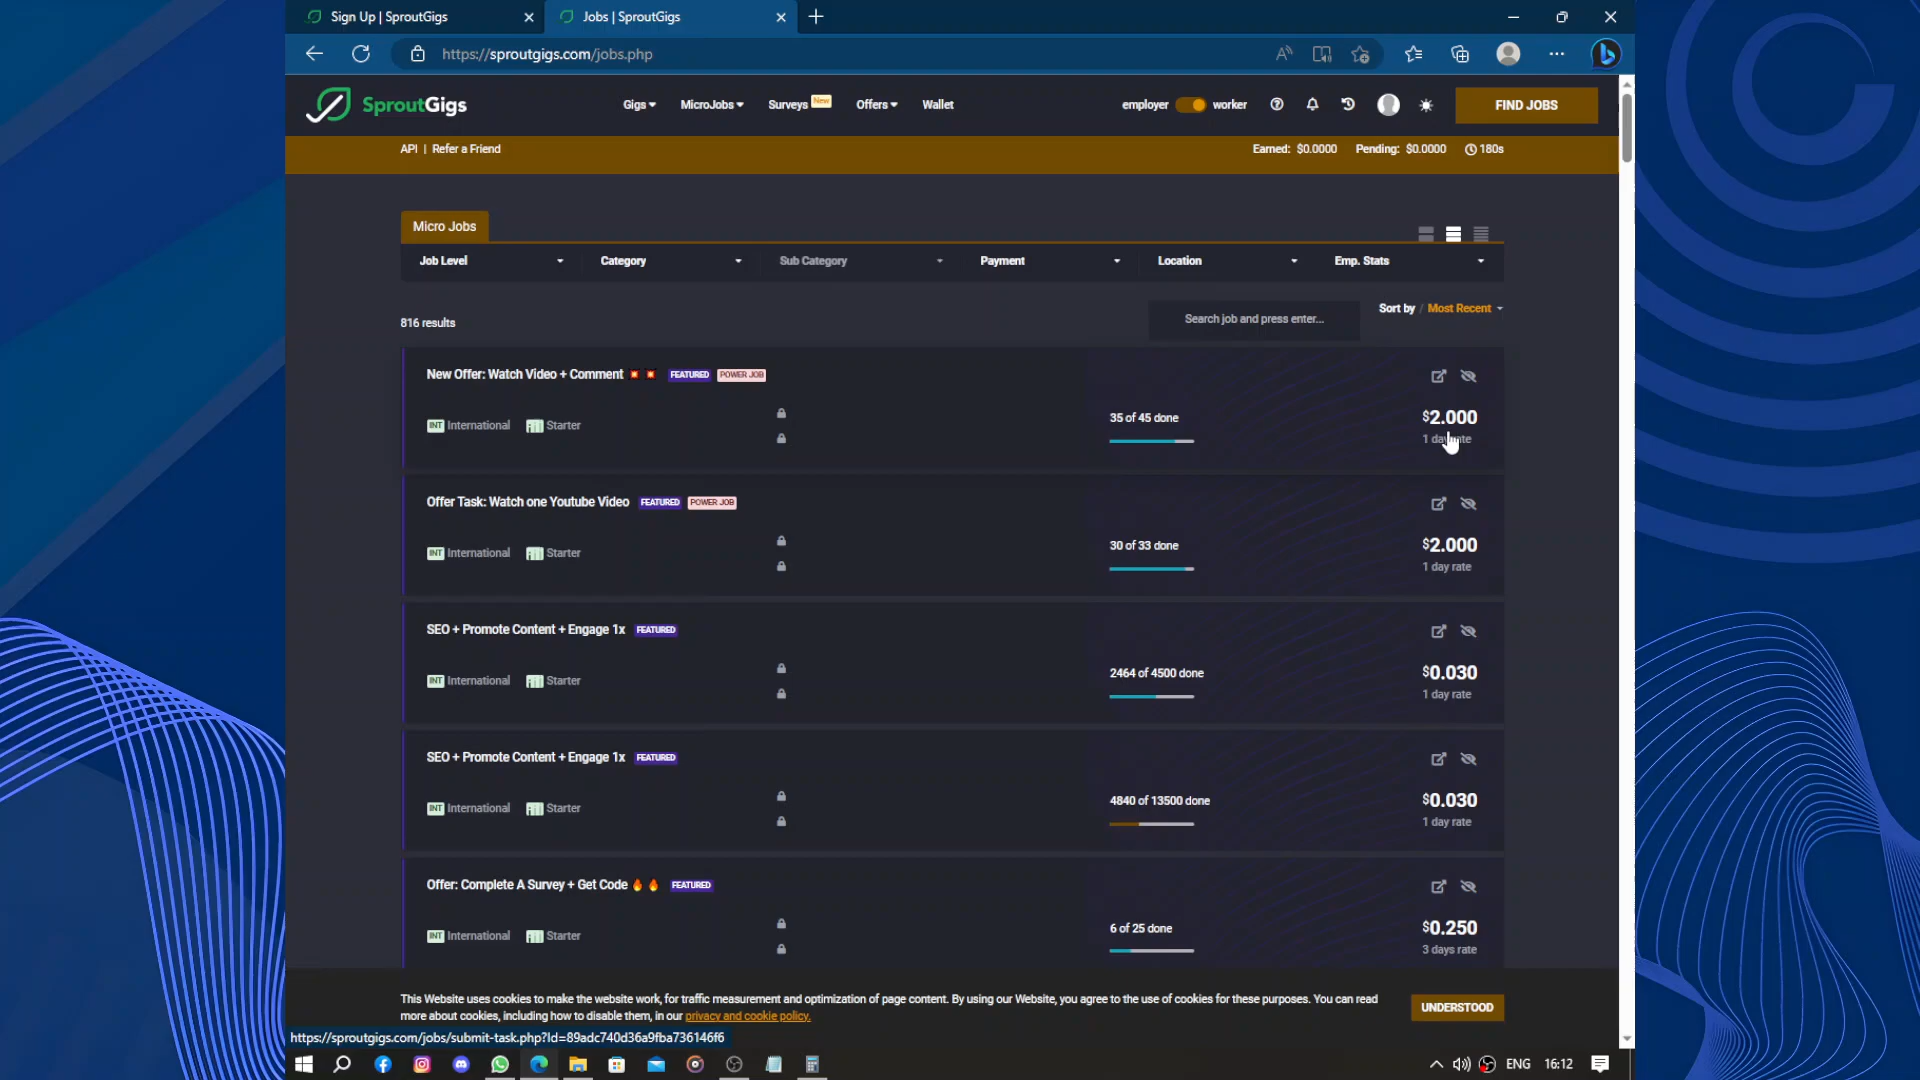 Sign Up | SproutGigs
Jobs | SproutGigs
https://sproutgigs.com/jobs.php
SproutGigs
Gigs MicroJobs Surveys New Offers Wallet
employer worker
FIND JOBS
API | Refer a Friend
Earned: $0.0000 Pending: $0.0000 180s
Micro Jobs
Job Level Category Sub Category Payment Location Emp. Stats
816 results
Search job and press enter...
Sort by / Most Recent
New Offer: Watch Video + Comment FEATURED POWER JOB
INT International Starter
35 of 45 done
$2.000
1 day rate
Offer Task: Watch one Youtube Video FEATURED POWER JOB
INT International Starter
30 of 33 done
$2.000
1 day rate
SEO + Promote Content + Engage 1x FEATURED
INT International Starter
2464 of 4500 done
$0.030
1 day rate
SEO + Promote Content + Engage 1x FEATURED
INT International Starter
4840 of 13500 done
$0.030
1 day rate
Offer: Complete A Survey + Get Code FEATURED
INT International Starter
6 of 25 done
$0.250
3 days rate
This Website uses cookies to make the website work, for traffic measurement and optimization of page content. By using our Website, you agree to the use of cookies for these purposes. You can read
more about cookies, including how to disable them, in our privacy and cookie policy.
UNDERSTOOD
https://sproutgigs.com/jobs/submit-task.php?Id=89adc740d36a9fba736146f6
ENG 16:12